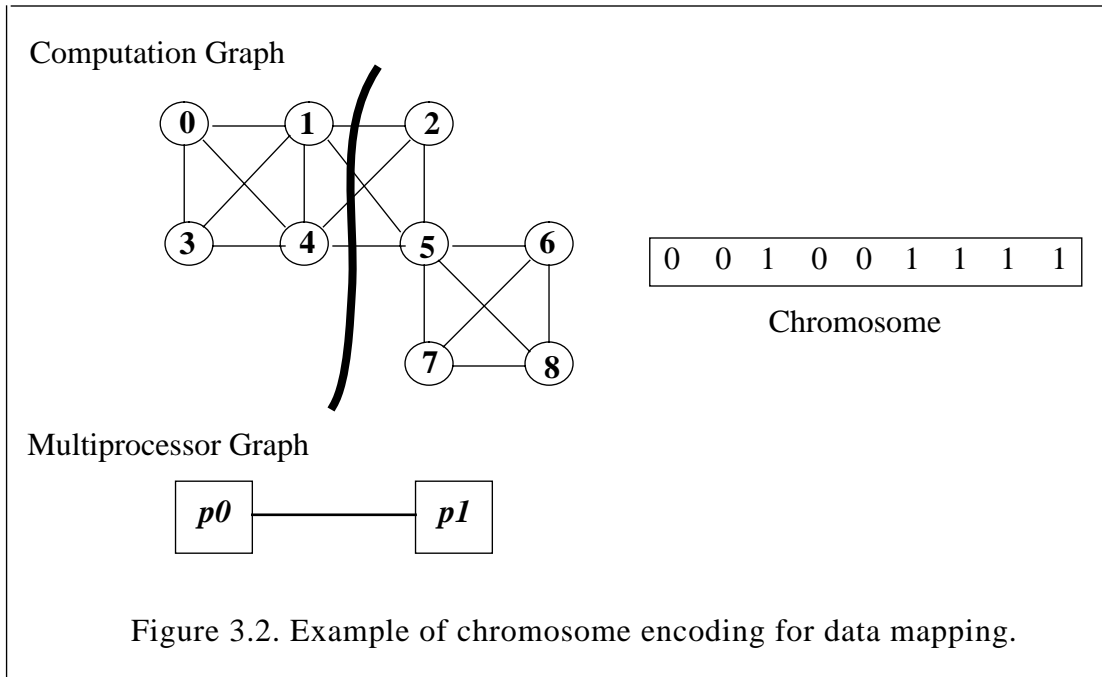 Computation Graph
0 1 2
3 4 5 6
0 0 1 0 0 1 1 1 1
Chromosome
7 8
Multiprocessor Graph
p0 p1
Figure 3.2. Example of chromosome encoding for data mapping.